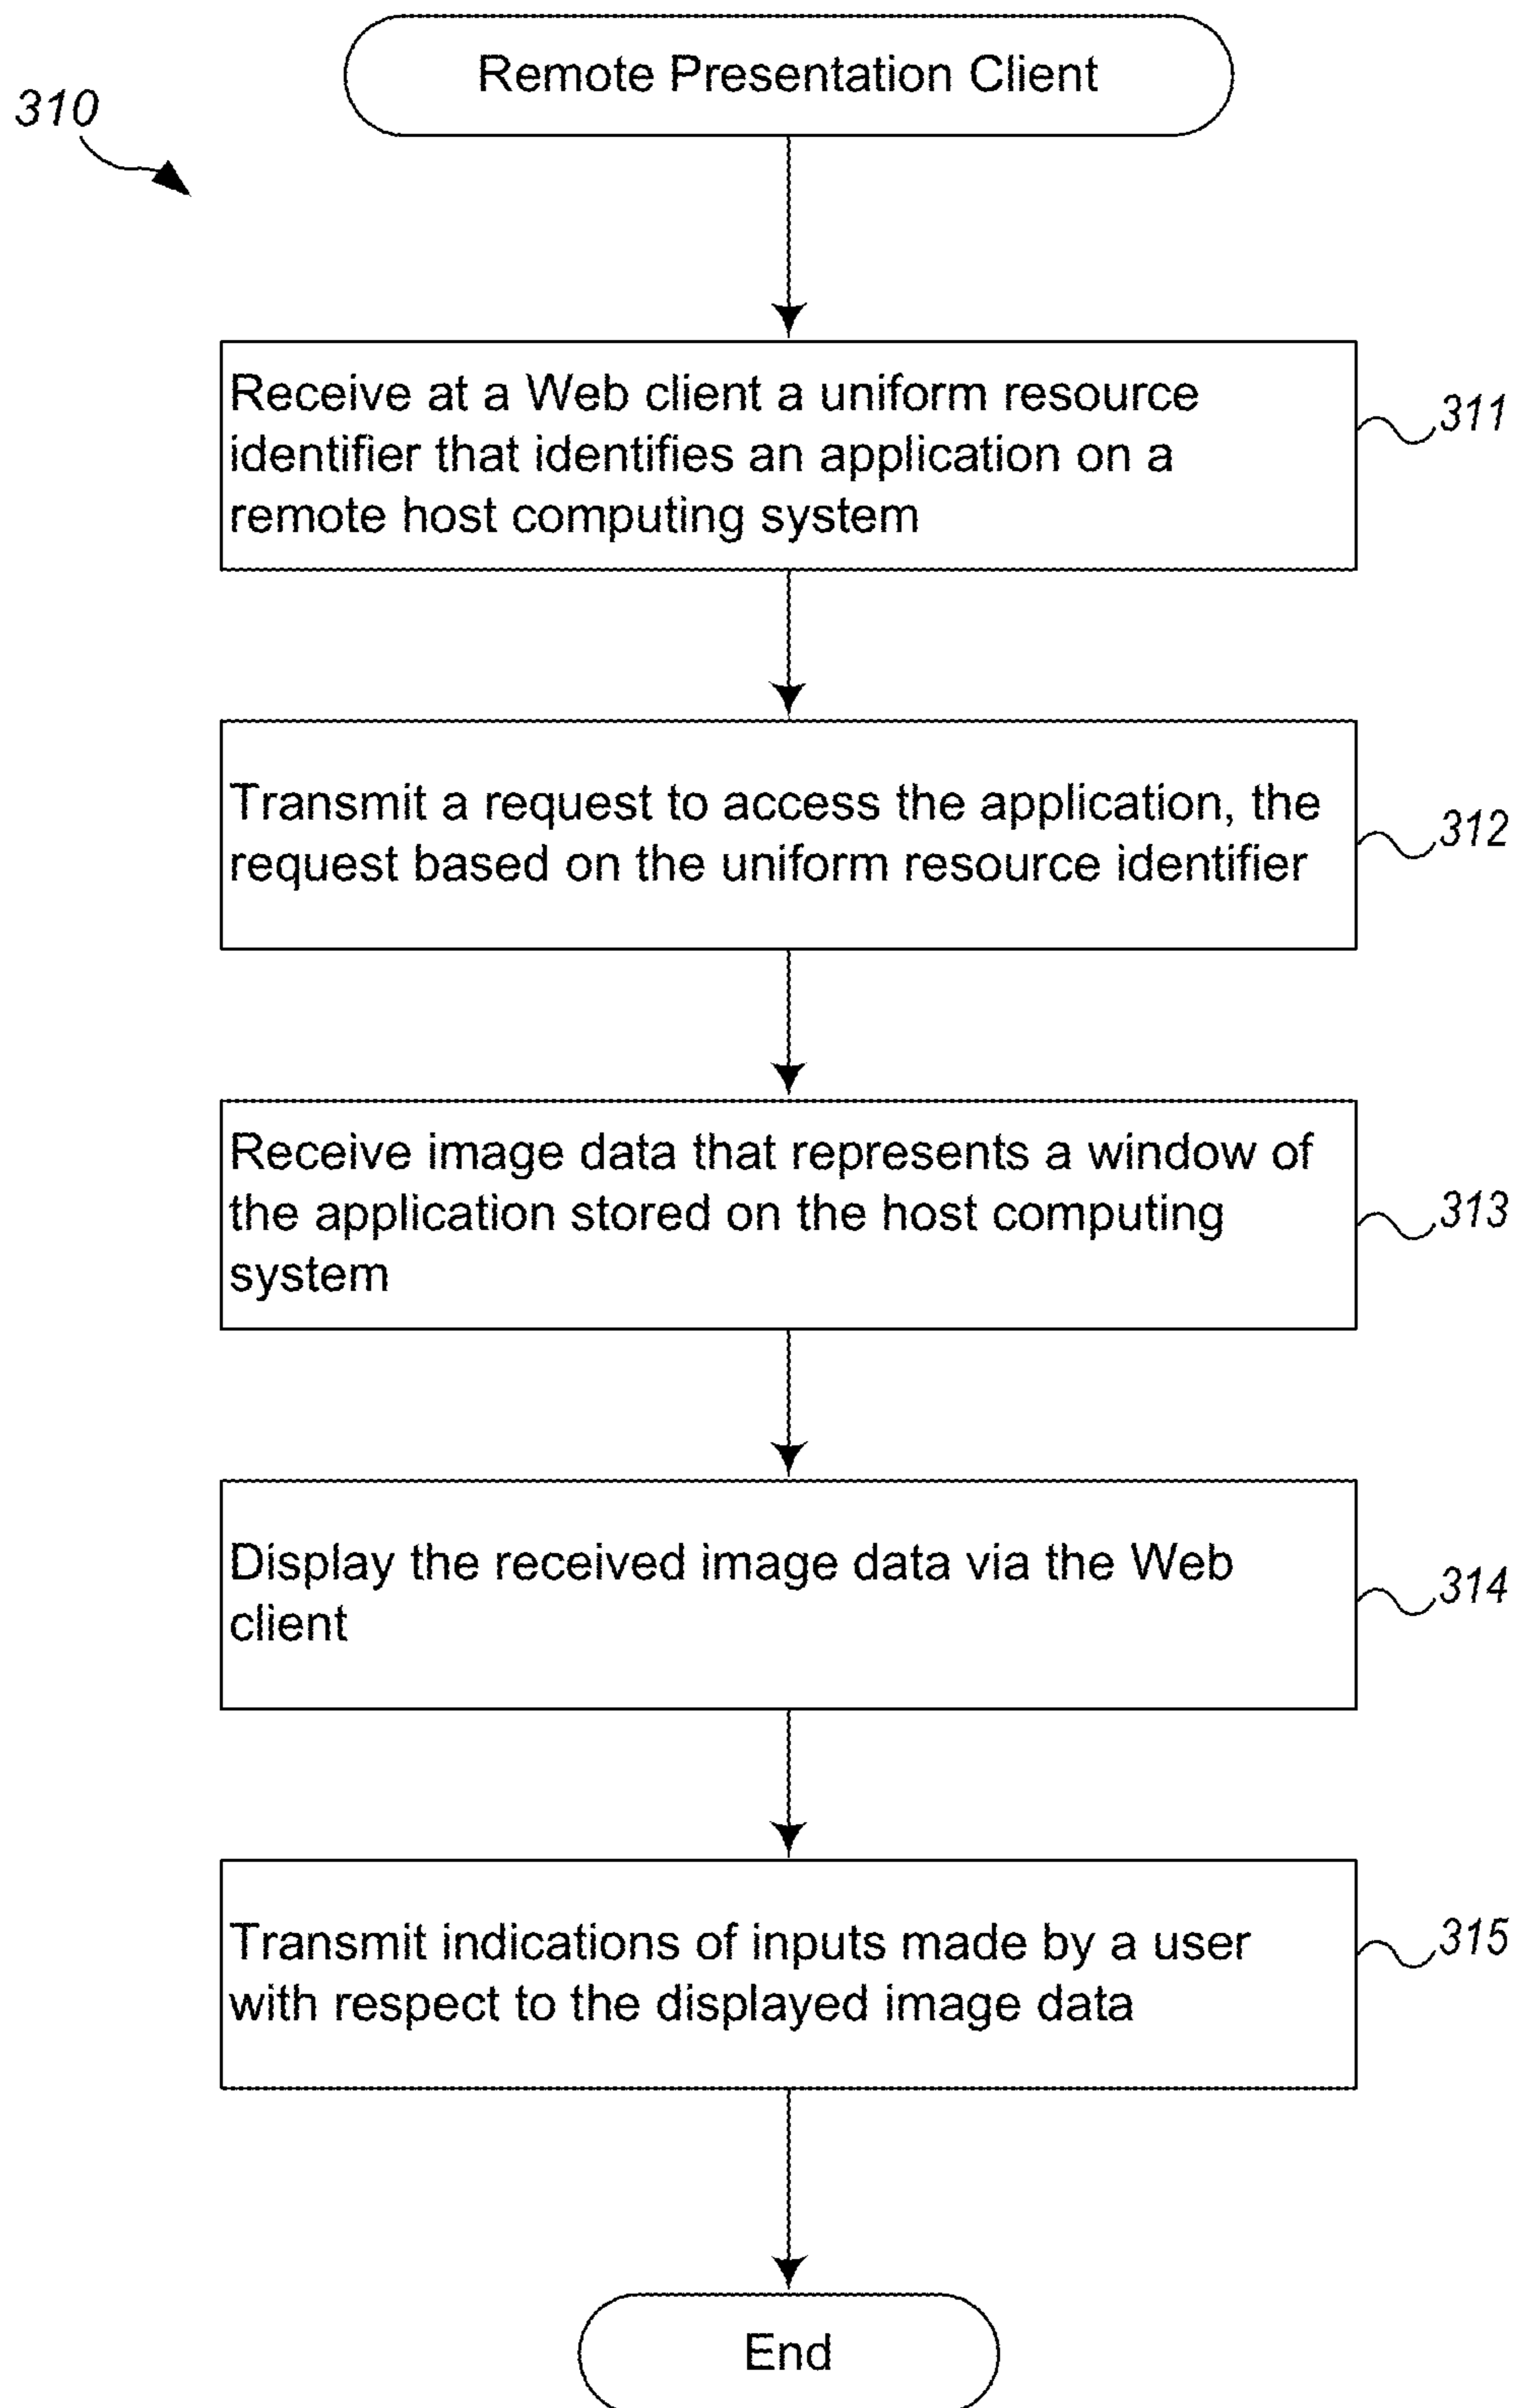 Remote Presentation Client
310
Receive at a Web client a uniform resource
identifier that identifies an application on a
remote host computing system
311
Transmit a request to access the application, the
request based on the uniform resource identifier
312
Receive image data that represents a window of
the application stored on the host computing
system
313
Display the received image data via the Web
client
314
Transmit indications of inputs made by a user
with respect to the displayed image data
315
End